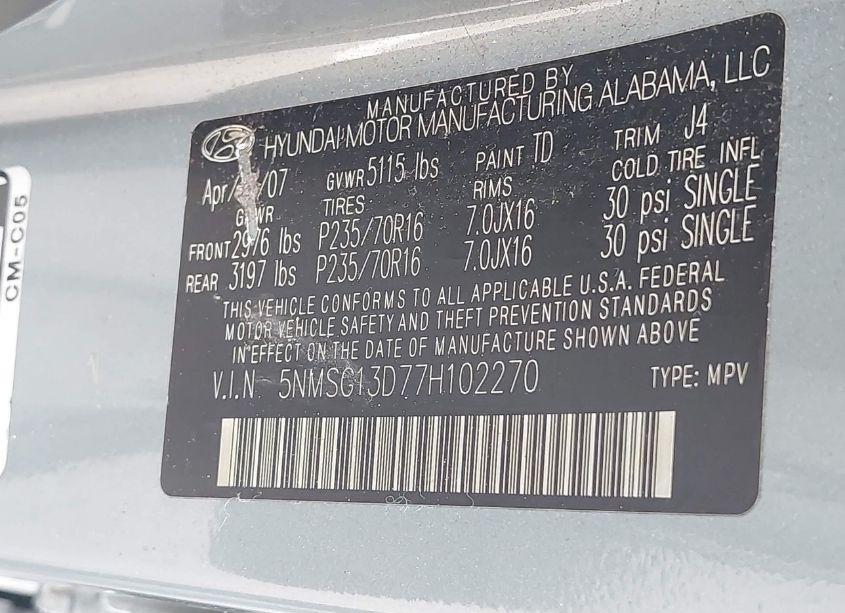 MANUFACTURED BY
HYUNDAI MOTOR MANUFACTURING ALABAMA, LLC
Apr/ /07 GVWR 5115 lbs PAINT TD TRIM J4
GAWR TIRES RIMS COLD TIRE INFL
FRONT 2976 lbs P235/70R16 7.0JX16 30 psi SINGLE
REAR 3197 lbs P235/70R16 7.0JX16 30 psi SINGLE
THIS VEHICLE CONFORMS TO ALL APPLICABLE U.S.A. FEDERAL
MOTOR VEHICLE SAFETY AND THEFT PREVENTION STANDARDS
IN EFFECT ON THE DATE OF MANUFACTURE SHOWN ABOVE
V.I.N 5NMSG13D77H102270 TYPE: MPV
CM-C05